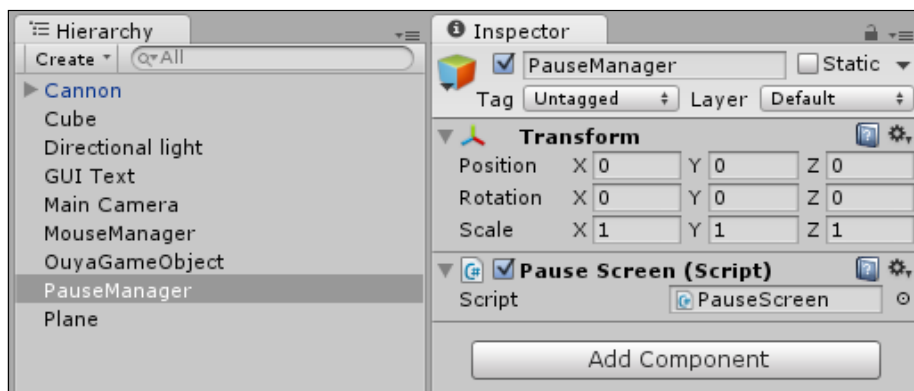 Hierarchy
Create
All
Cannon
Cube
Directional light
GUI Text
Main Camera
MouseManager
OuyaGameObject
PauseManager
Plane
Inspector
PauseManager
Static
Tag Untagged Layer Default
Transform
Position X 0 Y 0 Z 0
Rotation X 0 Y 0 Z 0
Scale X 1 Y 1 Z 1
C# Pause Screen (Script)
Script PauseScreen
Add Component